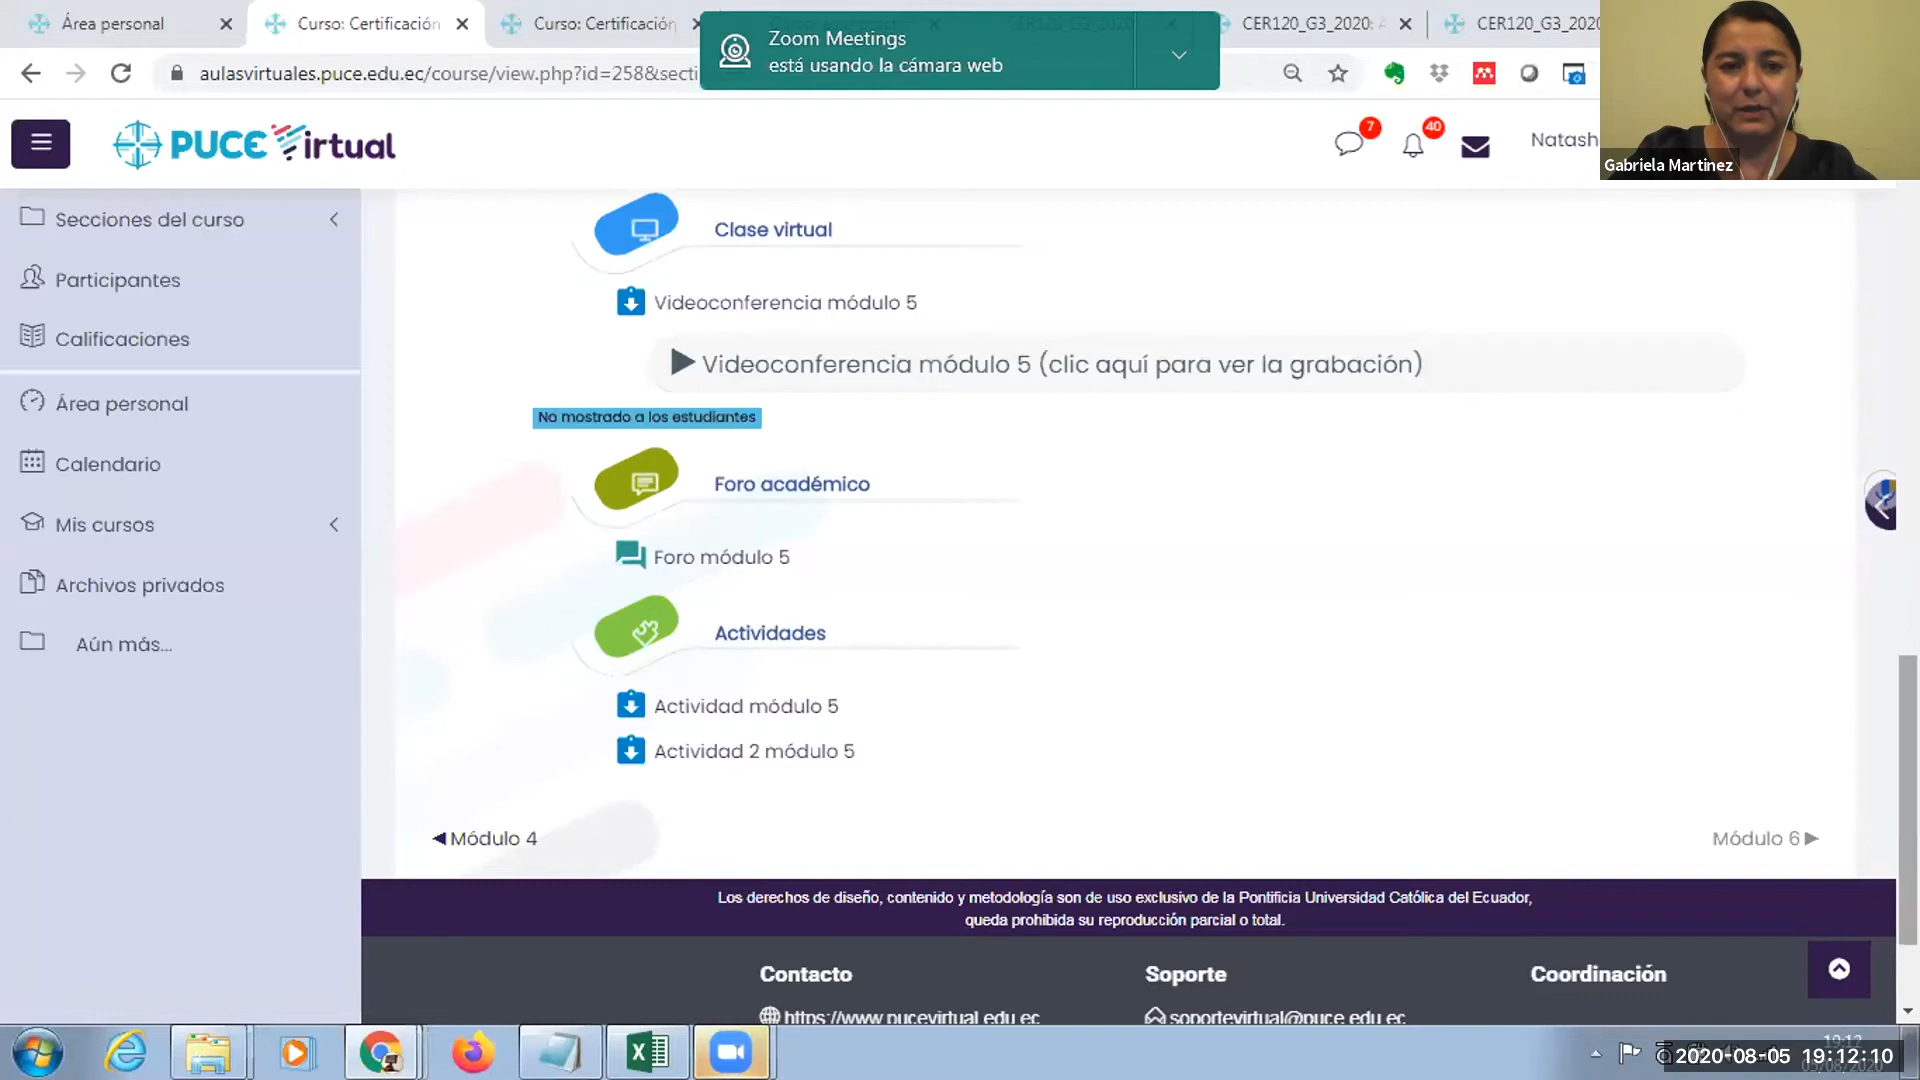 Área personal
Curso: Certificación
Curso: Certificación
CER120_G3_2020:
CER120_G3_2020
Zoom Meetings
está usando la cámara web
aulasvirtuales.puce.edu.ec/course/view.php?id=258&secti
PUCE Virtual
7
40
Natash
Gabriela Martinez
Secciones del curso
Participantes
Calificaciones
Área personal
Calendario
Mis cursos
Archivos privados
Aún más...
Clase virtual
Videoconferencia módulo 5
Videoconferencia módulo 5 (clic aquí para ver la grabación)
No mostrado a los estudiantes
Foro académico
Foro módulo 5
Actividades
Actividad módulo 5
Actividad 2 módulo 5
Módulo 4
Módulo 6
Los derechos de diseño, contenido y metodología son de uso exclusivo de la Pontificia Universidad Católica del Ecuador,
queda prohibida su reproducción parcial o total.
Contacto
Soporte
Coordinación
https://www.pucevirtual.edu.ec
soportevirtual@puce.edu.ec
19:12
2020-08-05 19:12:10